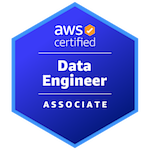 aws
certified
Data
Engineer
ASSOCIATE